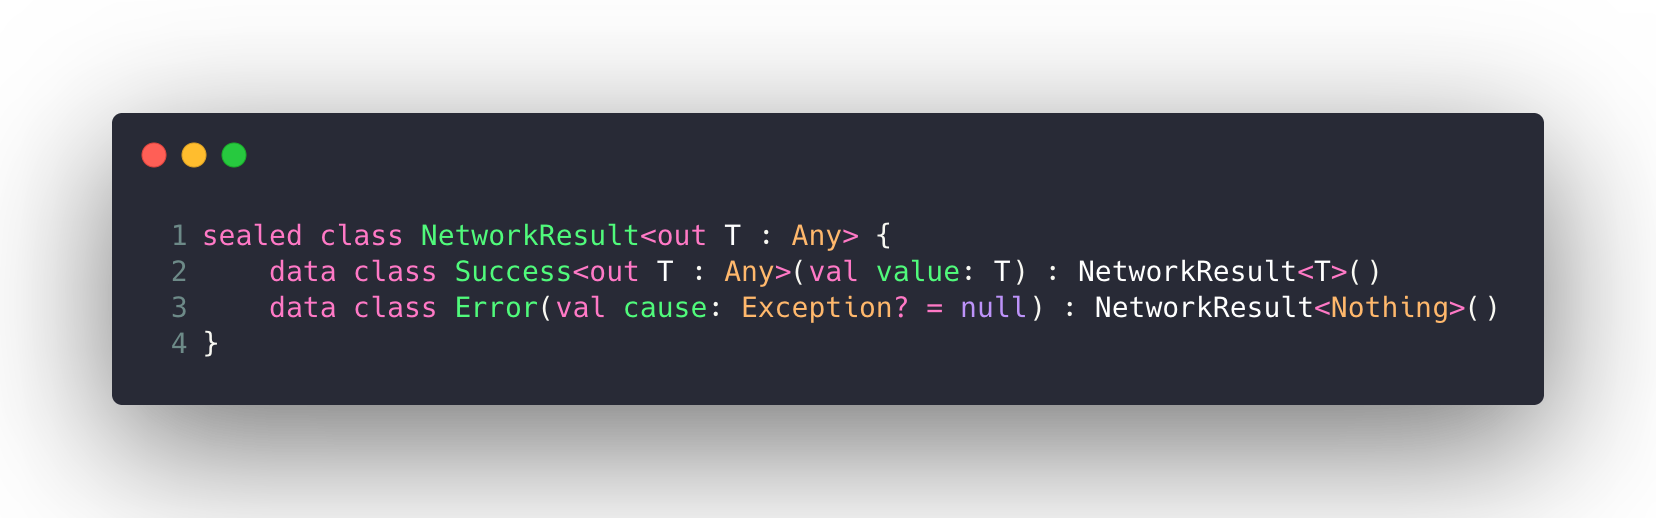 1 sealed class NetworkResult<out T : Any> {
2     data class Success<out T : Any>(val value: T) : NetworkResult<T>()
3     data class Error(val cause: Exception? = null) : NetworkResult<Nothing>()
4 }